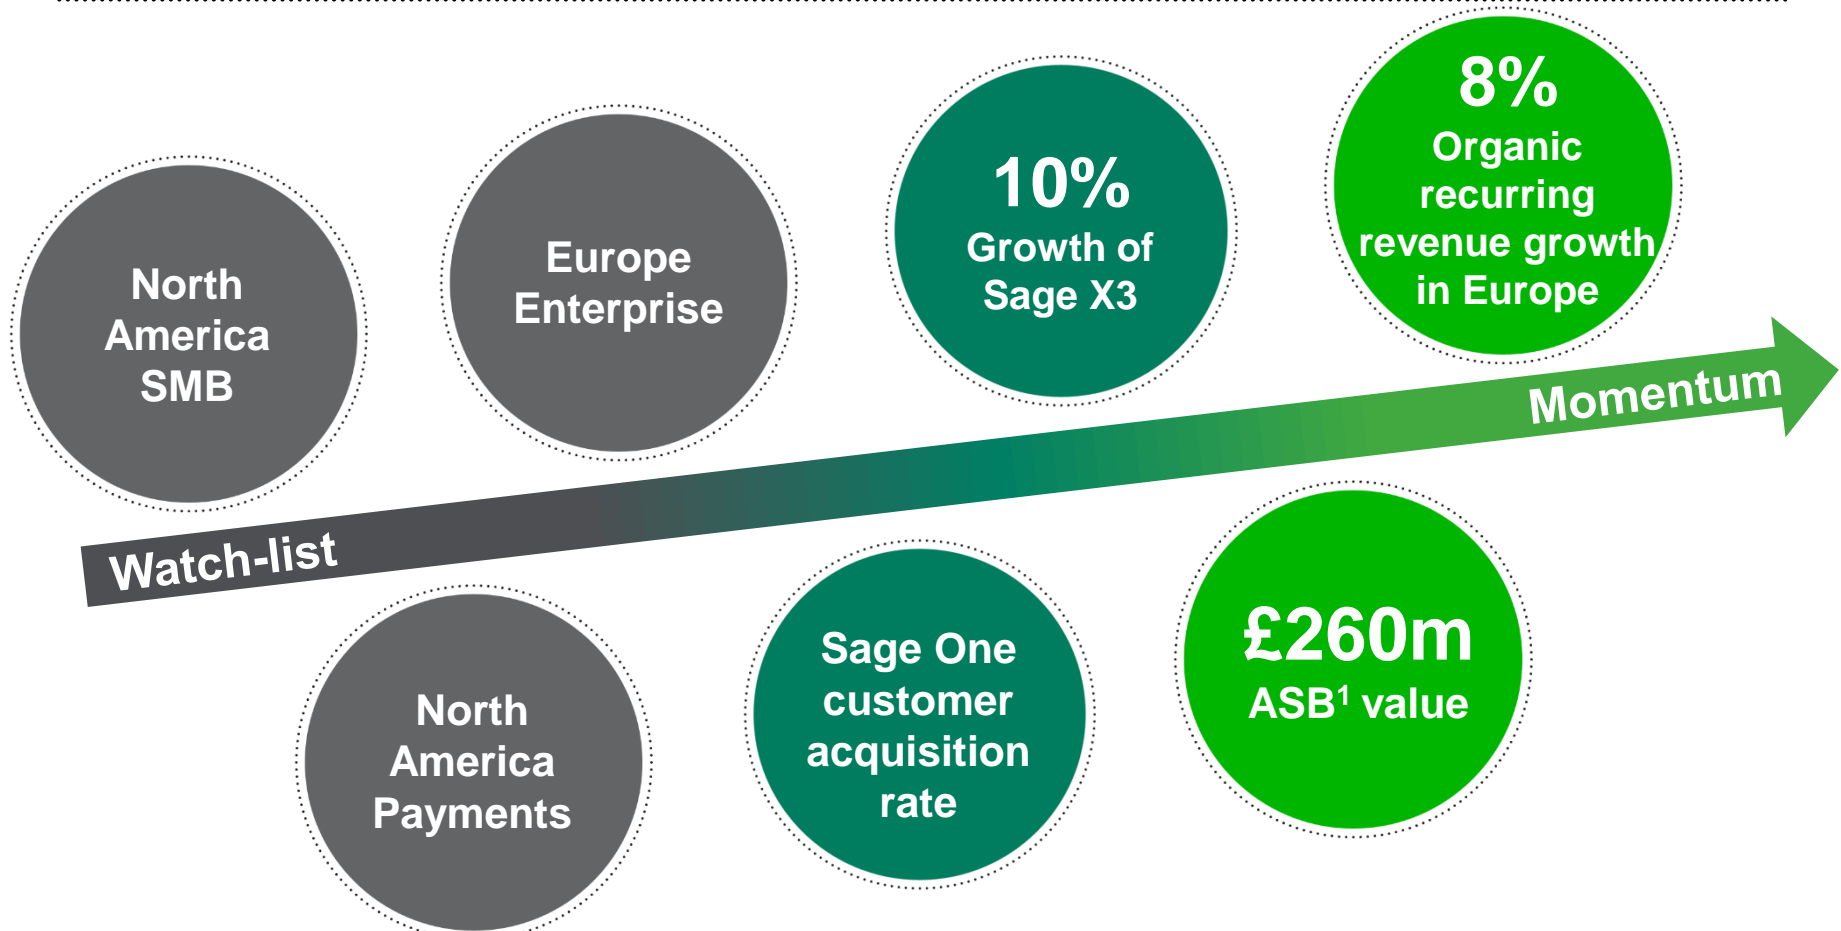 North
America
SMB
Europe
Enterprise
10%
Growth of
Sage X3
8%
Organic
recurring
revenue growth
in Europe
Watch-list
Momentum
North
America
Payments
Sage One
customer
acquisition
rate
£260m
ASB¹ value